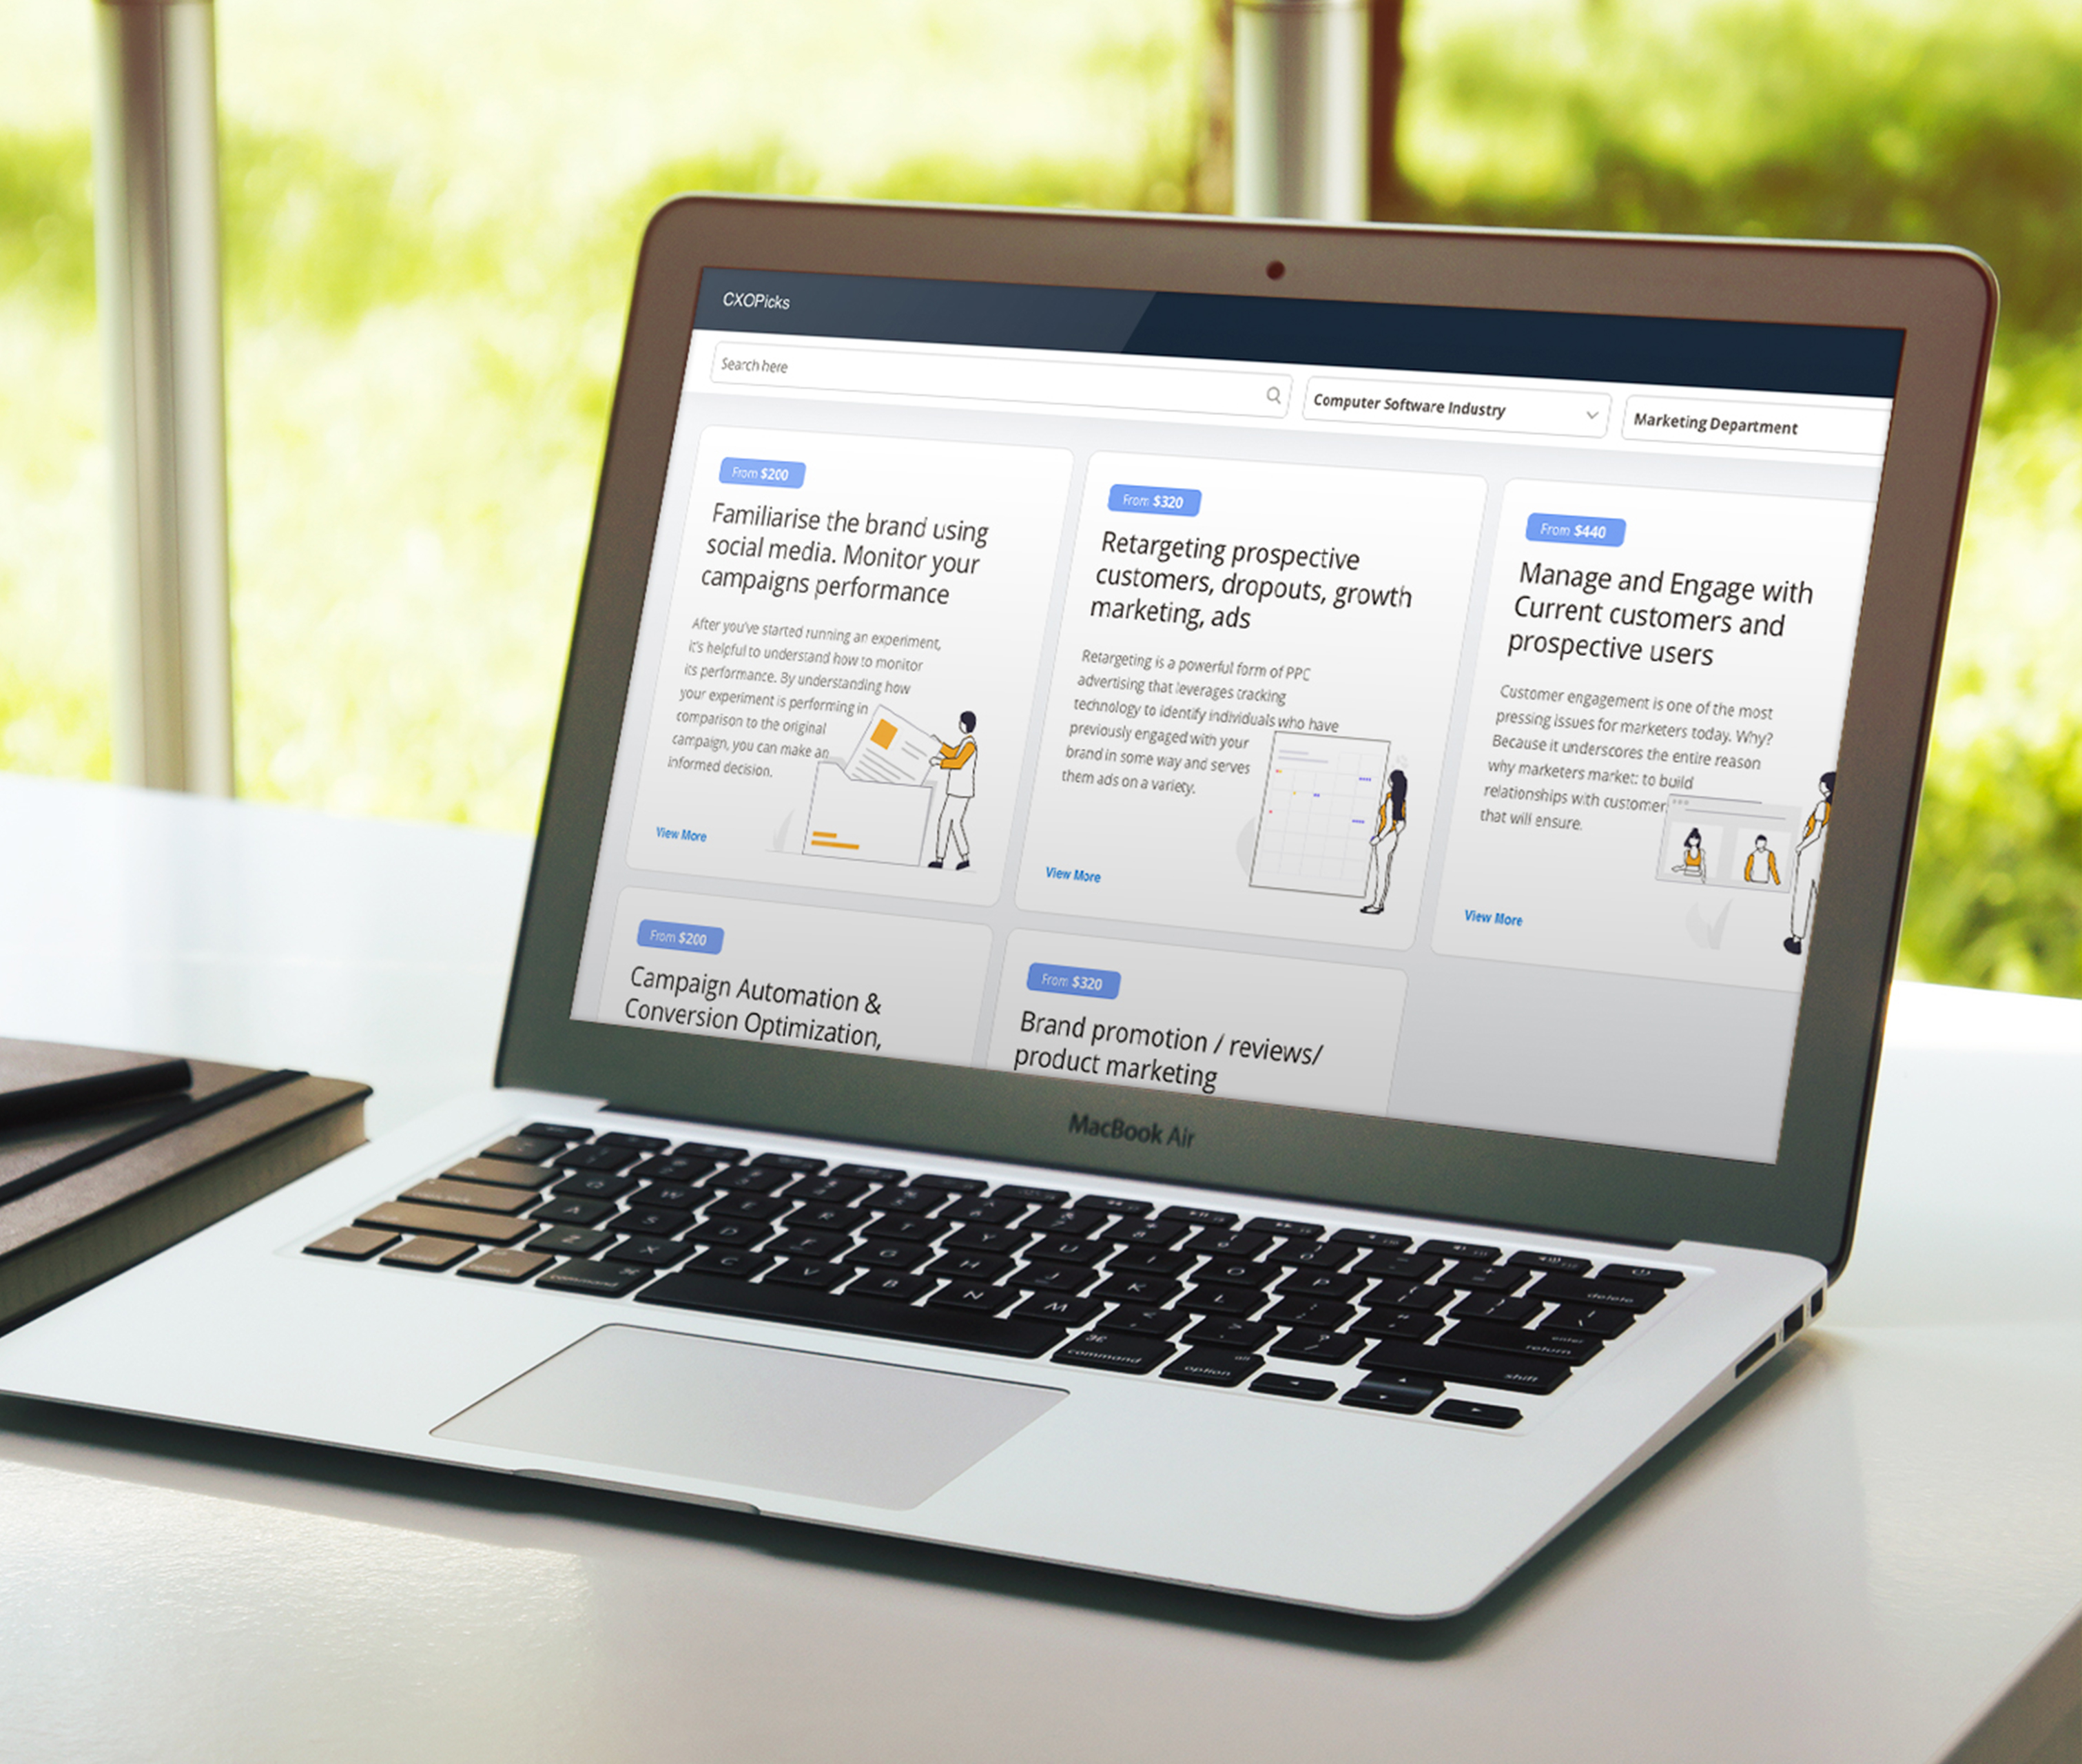 CXOPicks
Search here
Computer Software Industry
Marketing Department
From $200
Familiarise the brand using
social media. Monitor your
campaigns performance
After you've started running an experiment,
it's helpful to understand how to monitor
its performance. By understanding how
your experiment is performing in
comparison to the original
campaign, you can make an
informed decision.
View More
From $320
Retargeting prospective
customers, dropouts, growth
marketing, ads
Retargeting is a powerful form of PPC
advertising that leverages tracking
technology to identify individuals who have
previously engaged with your
brand in some way and serves
them ads on a variety.
View More
From $440
Manage and Engage with
Current customers and
prospective users
Customer engagement is one of the most
pressing issues for marketers today. Why?
Because it underscores the entire reason
why marketers market: to build
relationships with customer
that will ensure.
View More
From $200
Campaign Automation &
Conversion Optimization,
From $320
Brand promotion / reviews/
product marketing
MacBook Air
Q W E R T Y U I O P
delete
A S D F G H J K L
enter
return
Z X C V B N M
shift
command
command
option
alt